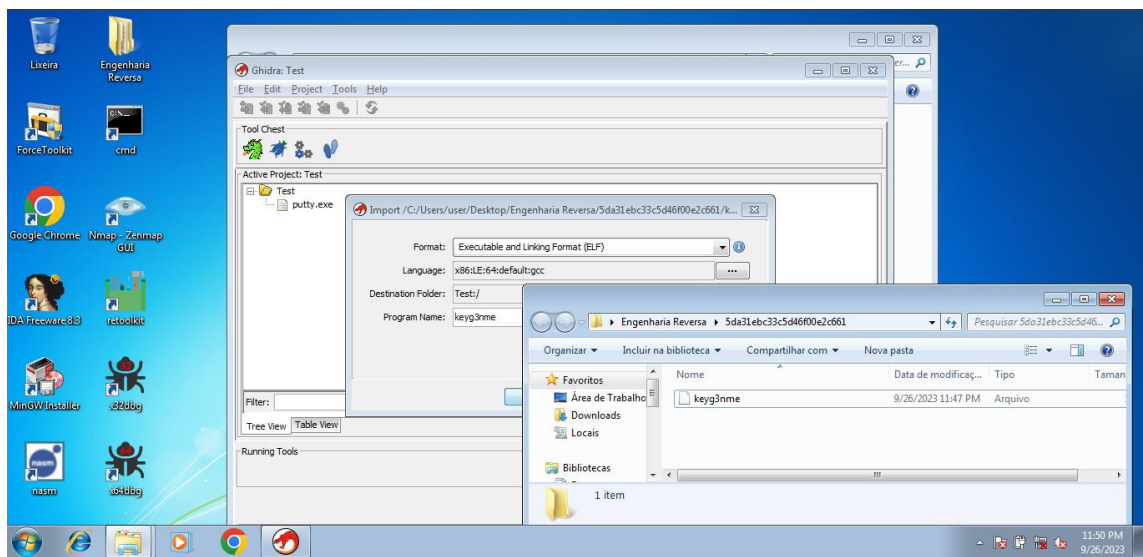 Lixeira
Engenharia
Reversa
ForceToolkit
C:\_
cmd
Google Chrome
Nmap - Zenmap
GUI
IDA Freeware 8.3
retoolkit
MinGW Installer
x32dbg
nasm
nasm
x64dbg
er...
Ghidra: Test
File Edit Project Tools Help
Tool Chest
Active Project: Test
Test
putty.exe
Filter:
Tree View Table View
Running Tools
Import /C:/Users/user/Desktop/Engenharia Reversa/5da31ebc33c5d46f00e2c661/k...
Format: Executable and Linking Format (ELF)
Language: x86:LE:64:default:gcc ...
Destination Folder: Test:/
Program Name: keyg3nme
Engenharia Reversa 5da31ebc33c5d46f00e2c661
Pesquisar 5da31ebc33c5d46...
Organizar Incluir na biblioteca Compartilhar com Nova pasta
Favoritos
Área de Trabalho
Downloads
Locais
Bibliotecas
Nome Data de modificaç... Tipo Taman
keyg3nme 9/26/2023 11:47 PM Arquivo
1 item
11:50 PM
9/26/2023